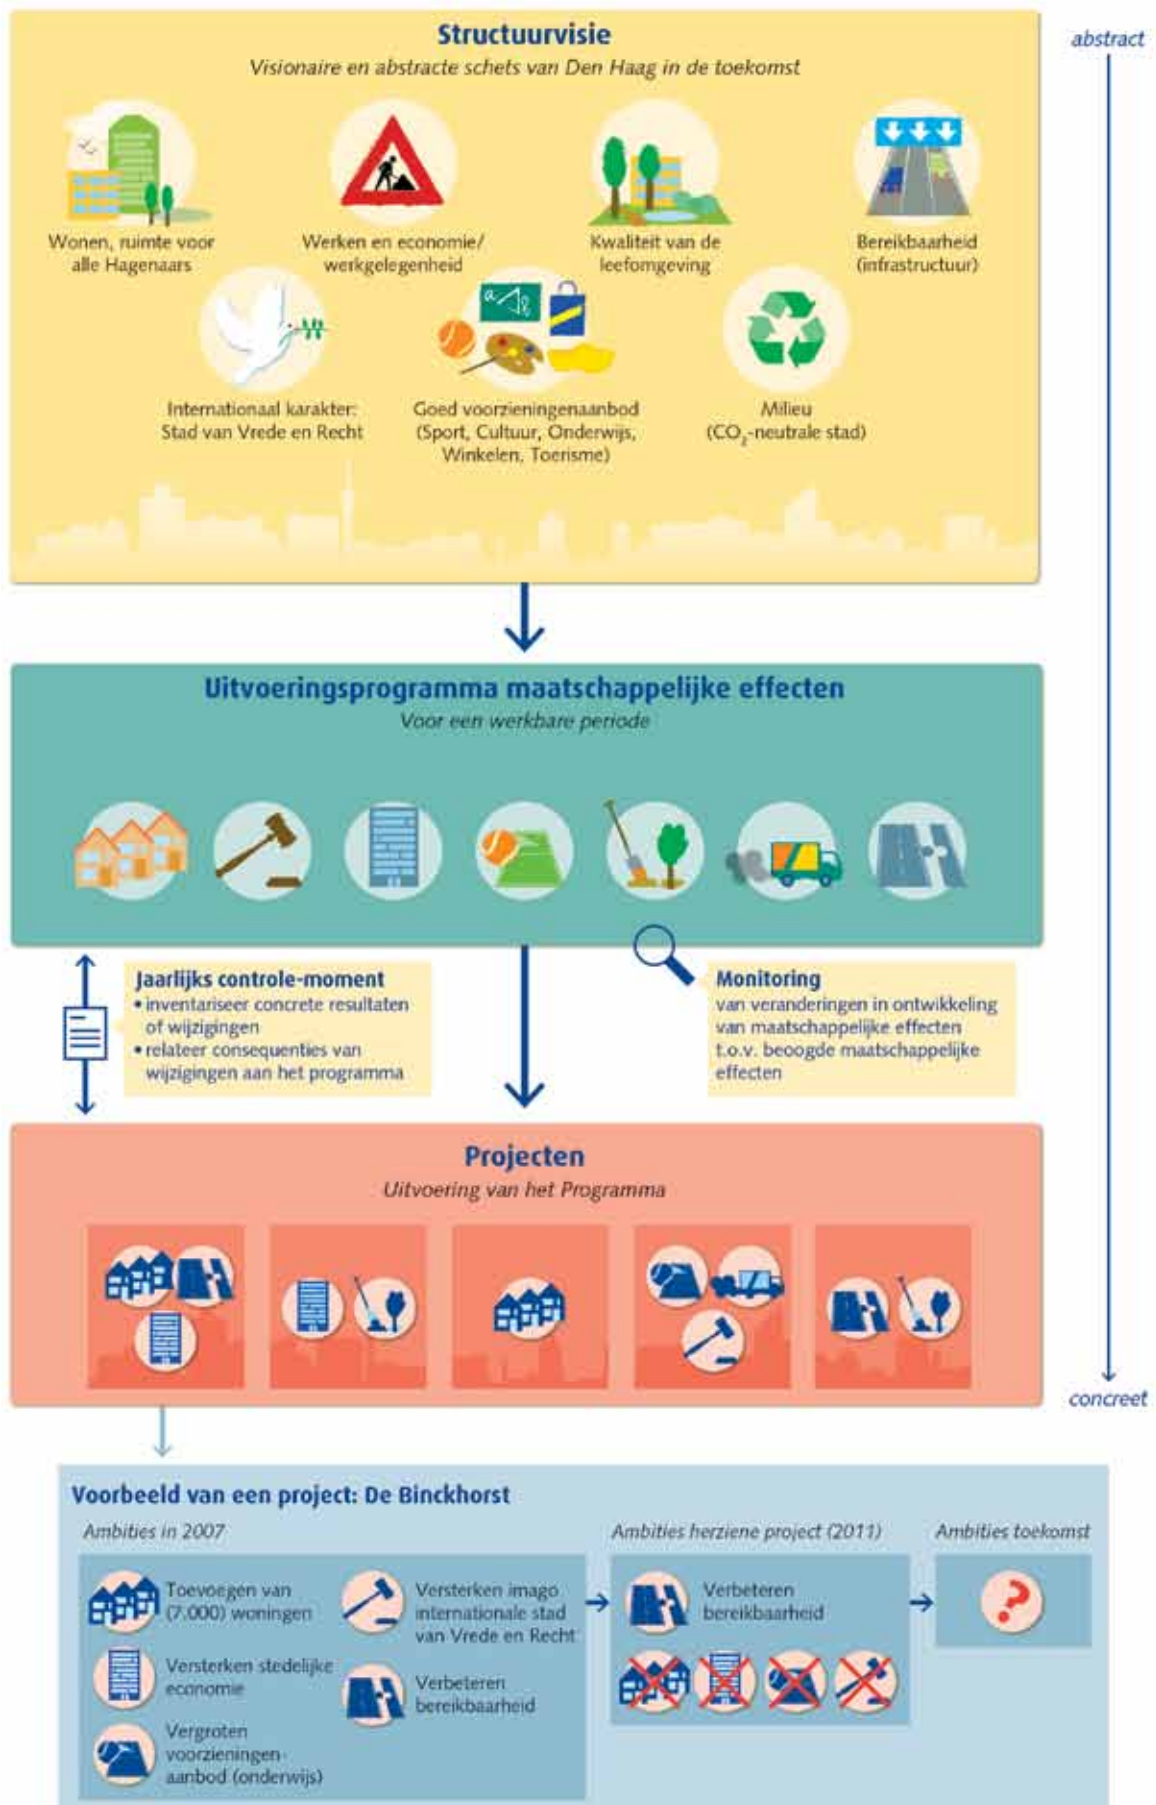 Structuurvisie
Visionaire en abstracte schets van Den Haag in de toekomst
abstract
Wonen, ruimte voor
alle Hagenaars
Werken en economie/
werkgelegenheid
Kwaliteit van de
leefomgeving
Bereikbaarheid
(infrastructuur)
Internationaal karakter:
Stad van Vrede en Recht
Goed voorzieningenaanbod
(Sport, Cultuur, Onderwijs,
Winkelen, Toerisme)
Milieu
(CO₂-neutrale stad)
Uitvoeringsprogramma maatschappelijke effecten
Voor een werkbare periode
Jaarlijks controle-moment
• inventariseer concrete resultaten
of wijzigingen
• relateer consequenties van
wijzigingen aan het programma
Monitoring
van veranderingen in ontwikkeling
van maatschappelijke effecten
t.o.v. beoogde maatschappelijke
effecten
Projecten
Uitvoering van het Programma
concreet
Voorbeeld van een project: De Binckhorst
Ambities in 2007
Toevoegen van
(7.000) woningen
Versterken stedelijke
economie
Vergroten
voorzieningen-
aanbod (onderwijs)
Versterken imago
internationale stad
van Vrede en Recht
Verbeteren
bereikbaarheid
Ambities herziene project (2011)
Verbeteren
bereikbaarheid
Ambities toekomst
?